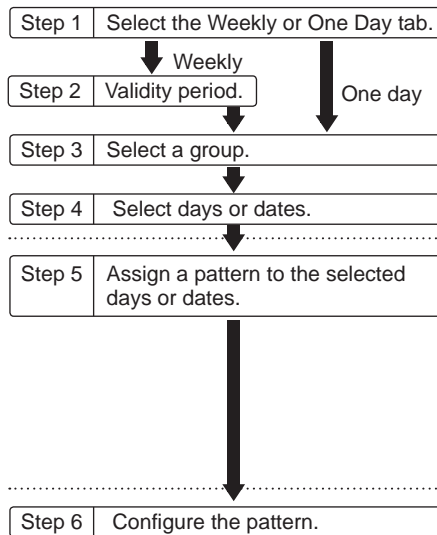 Step 1 Select the Weekly or One Day tab.
Weekly
Step 2 Validity period.
One day
Step 3 Select a group.
Step 4 Select days or dates.
Step 5 Assign a pattern to the selected
days or dates.
Step 6 Configure the pattern.